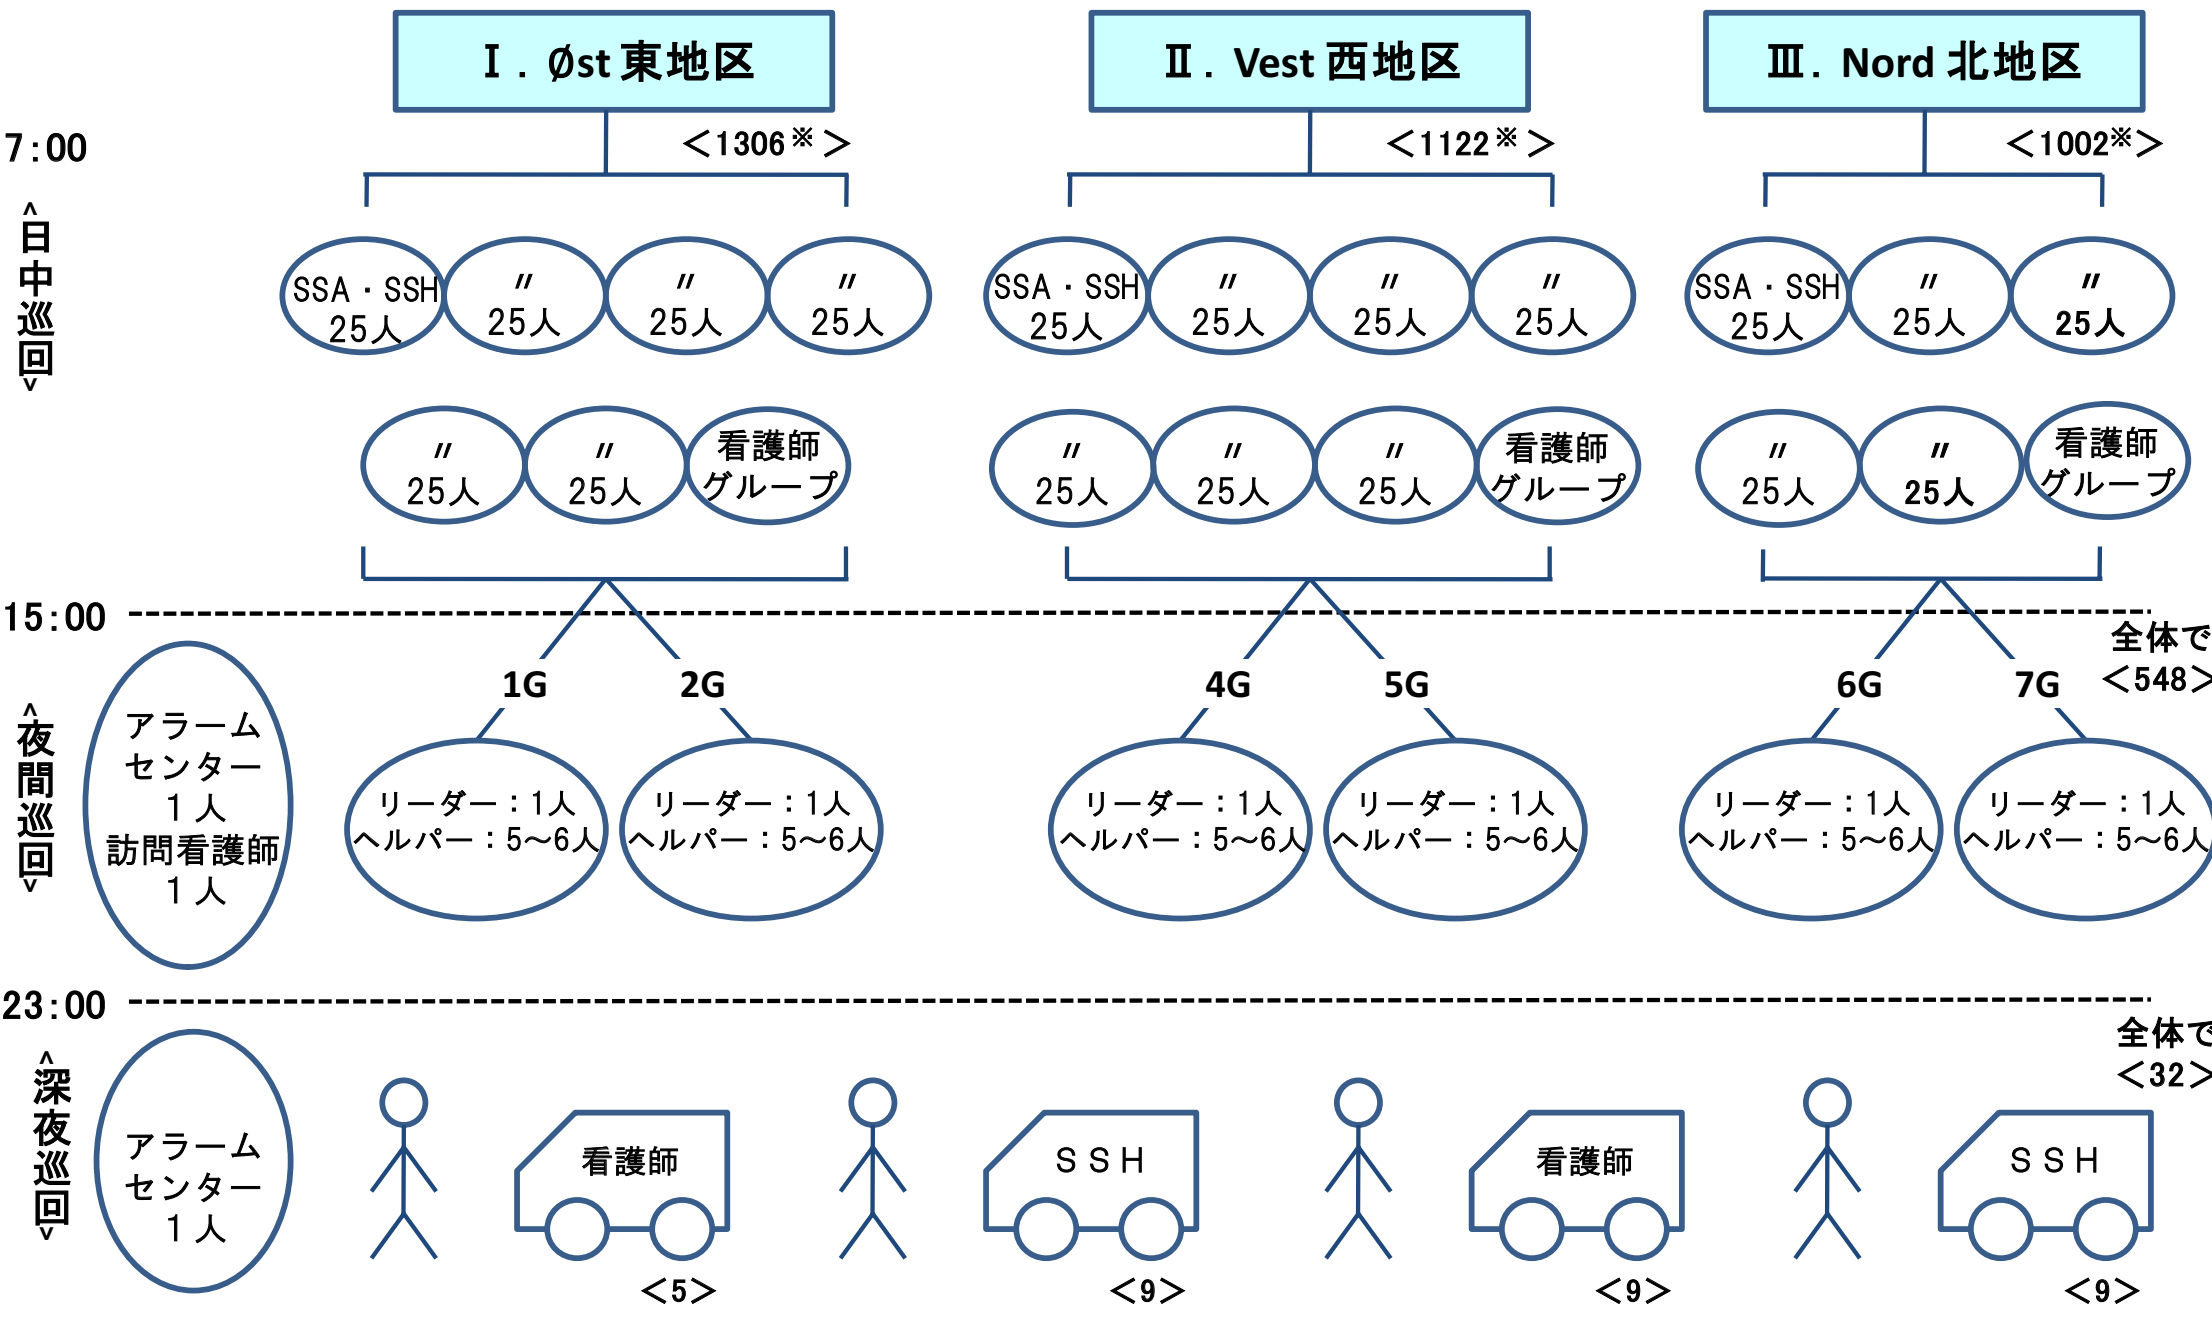 Ⅰ．Øst 東地区
Ⅱ．Vest 西地区
Ⅲ．Nord 北地区
7:00
＜1306※＞
＜1122※＞
＜1002※＞
<日中巡回>
SSA・SSH
25人
〃
25人
〃
25人
〃
25人
SSA・SSH
25人
〃
25人
〃
25人
〃
25人
SSA・SSH
25人
〃
25人
〃
25人
〃
25人
〃
25人
看護師
グループ
〃
25人
〃
25人
〃
25人
看護師
グループ
〃
25人
〃
25人
看護師
グループ
15:00
全体で
＜548＞
<夜間巡回>
アラーム
センター
１人
訪問看護師
１人
1G
2G
4G
5G
6G
7G
リーダー：1人
ヘルパー：5～6人
リーダー：1人
ヘルパー：5～6人
リーダー：1人
ヘルパー：5～6人
リーダー：1人
ヘルパー：5～6人
リーダー：1人
ヘルパー：5～6人
リーダー：1人
ヘルパー：5～6人
23:00
全体で
＜32＞
<深夜巡回>
アラーム
センター
１人
看護師
ＳＳＨ
看護師
ＳＳＨ
＜5＞
＜9＞
＜9＞
＜9＞